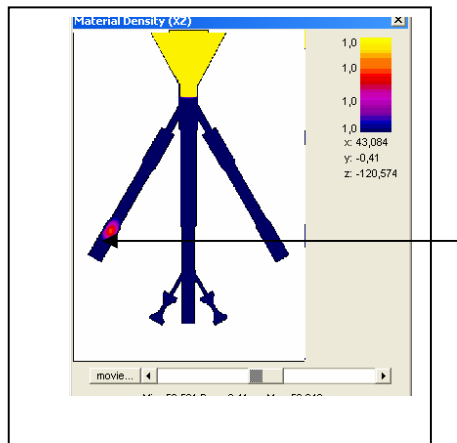 Material Density (X2)
1,0
1,0
1,0
1,0
x: 43,084
y: -0,41
z: -120,574
movie...